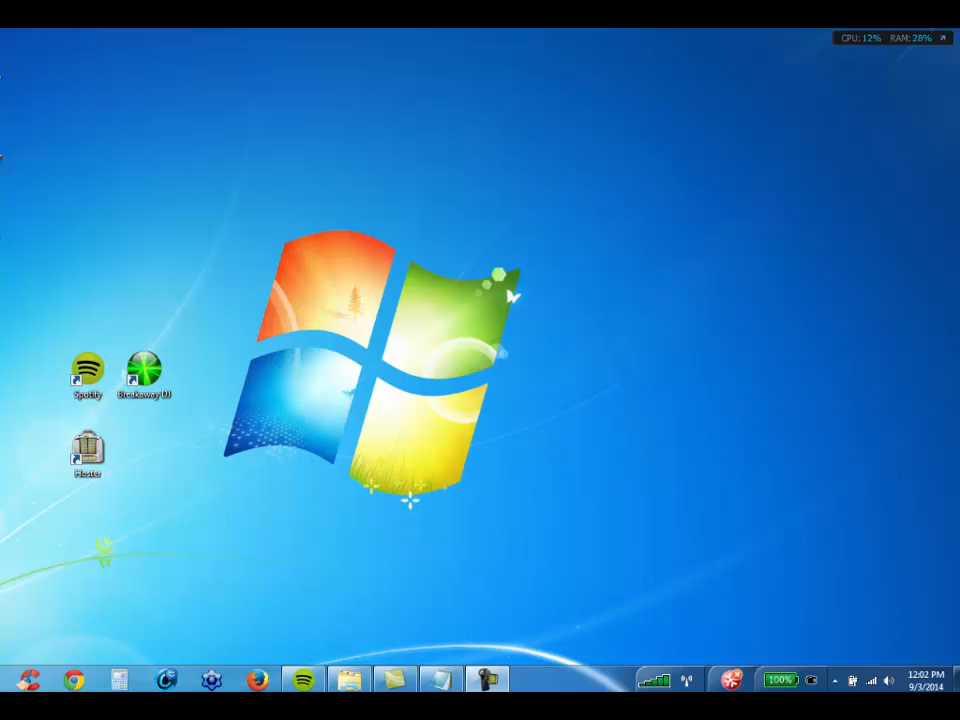 CPU: 12% RAM: 28%
Spotify
Breakaway DJ
Hoster
100%
12:02 PM
9/3/2014